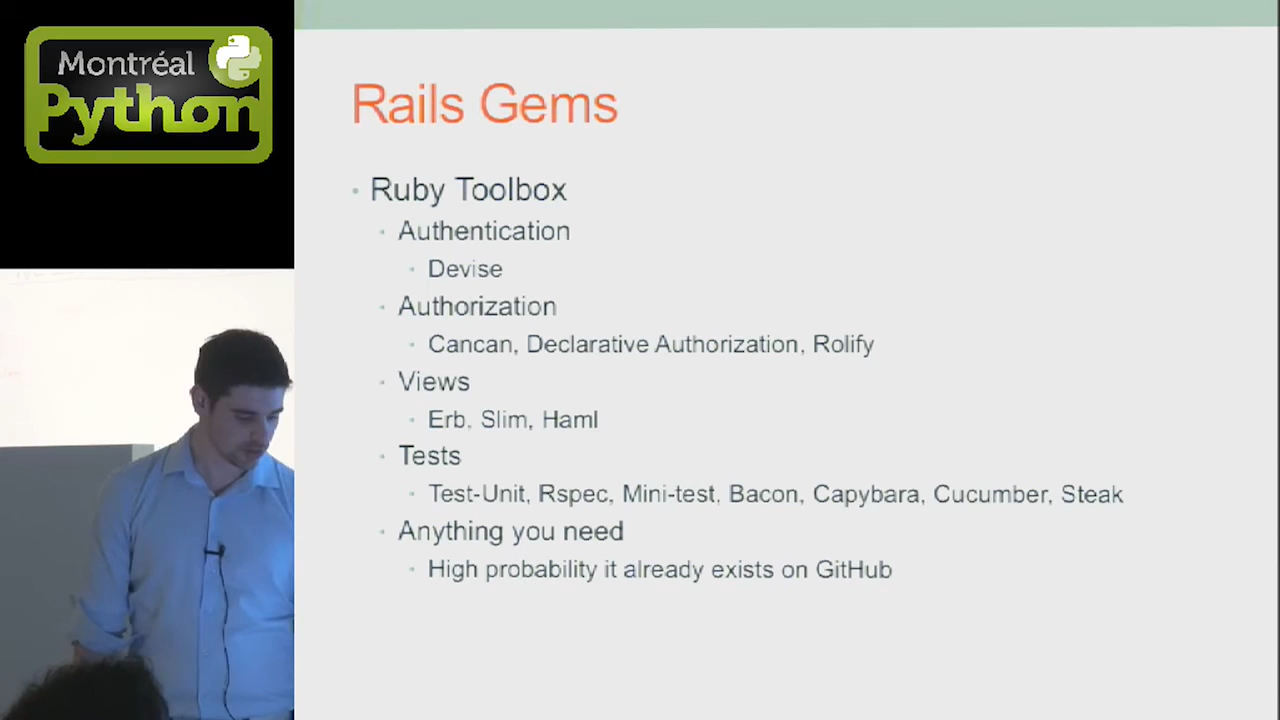 Montréal
Python
Rails Gems
Ruby Toolbox
Authentication
Devise
Authorization
Cancan, Declarative Authorization, Rolify
Views
Erb, Slim, Haml
Tests
Test-Unit, Rspec, Mini-test, Bacon, Capybara, Cucumber, Steak
Anything you need
High probability it already exists on GitHub